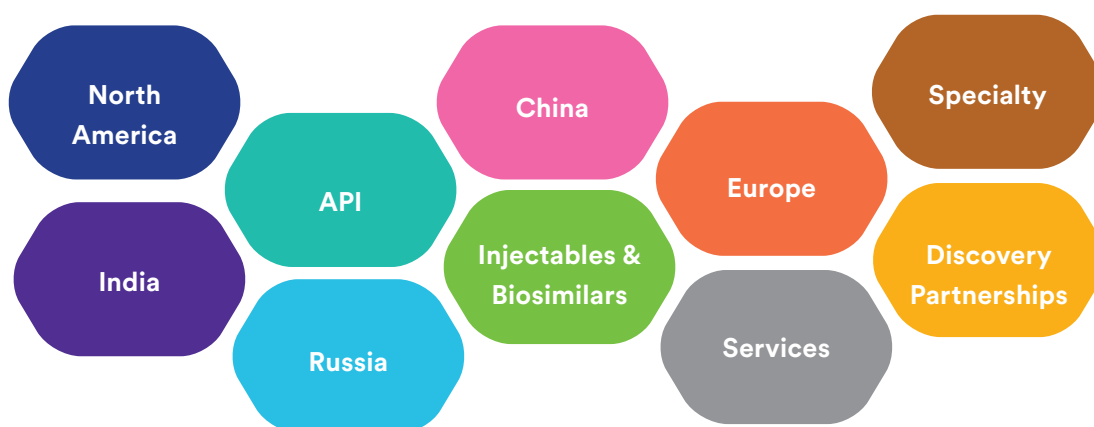 North
America
India
API
Russia
China
Injectables &
Biosimilars
Europe
Services
Specialty
Discovery
Partnerships